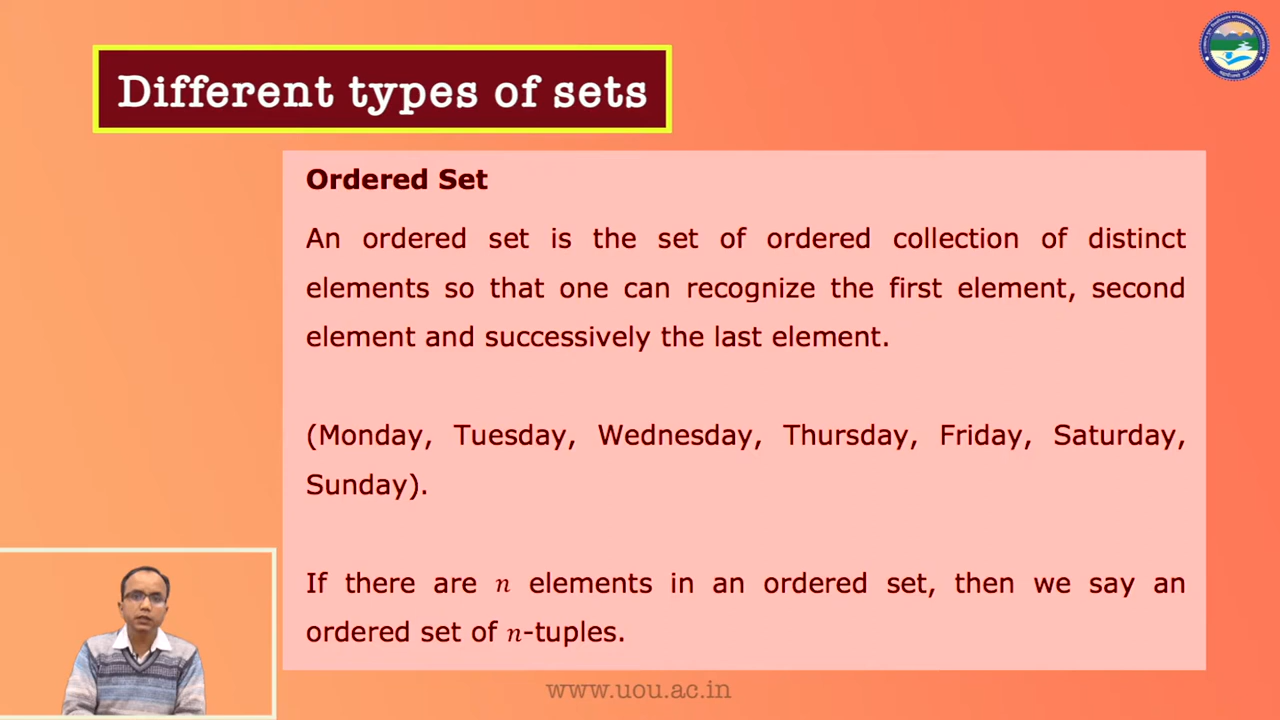 Different types of sets
Ordered Set
An ordered set is the set of ordered collection of distinct
elements so that one can recognize the first element, second
element and successively the last element.
(Monday, Tuesday, Wednesday, Thursday, Friday, Saturday,
Sunday).
If there are n elements in an ordered set, then we say an
ordered set of n-tuples.
www.uou.ac.in